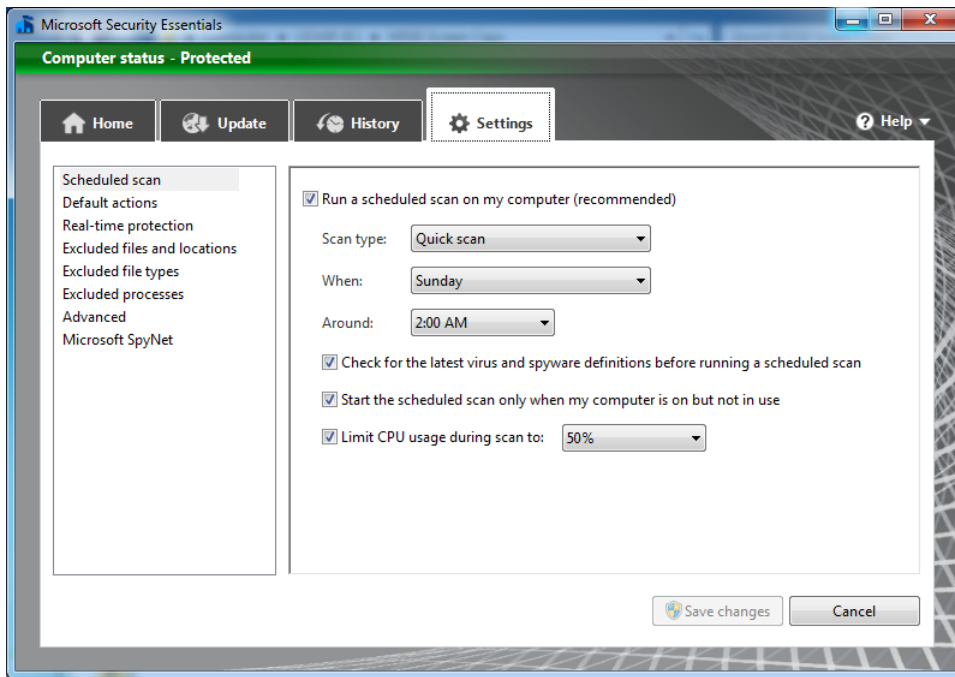 Microsoft Security Essentials
Computer status - Protected
Home
Update
History
Settings
Help
Scheduled scan
Default actions
Real-time protection
Excluded files and locations
Excluded file types
Excluded processes
Advanced
Microsoft SpyNet
Run a scheduled scan on my computer (recommended)
Scan type: Quick scan
When: Sunday
Around: 2:00 AM
Check for the latest virus and spyware definitions before running a scheduled scan
Start the scheduled scan only when my computer is on but not in use
Limit CPU usage during scan to: 50%
Save changes
Cancel